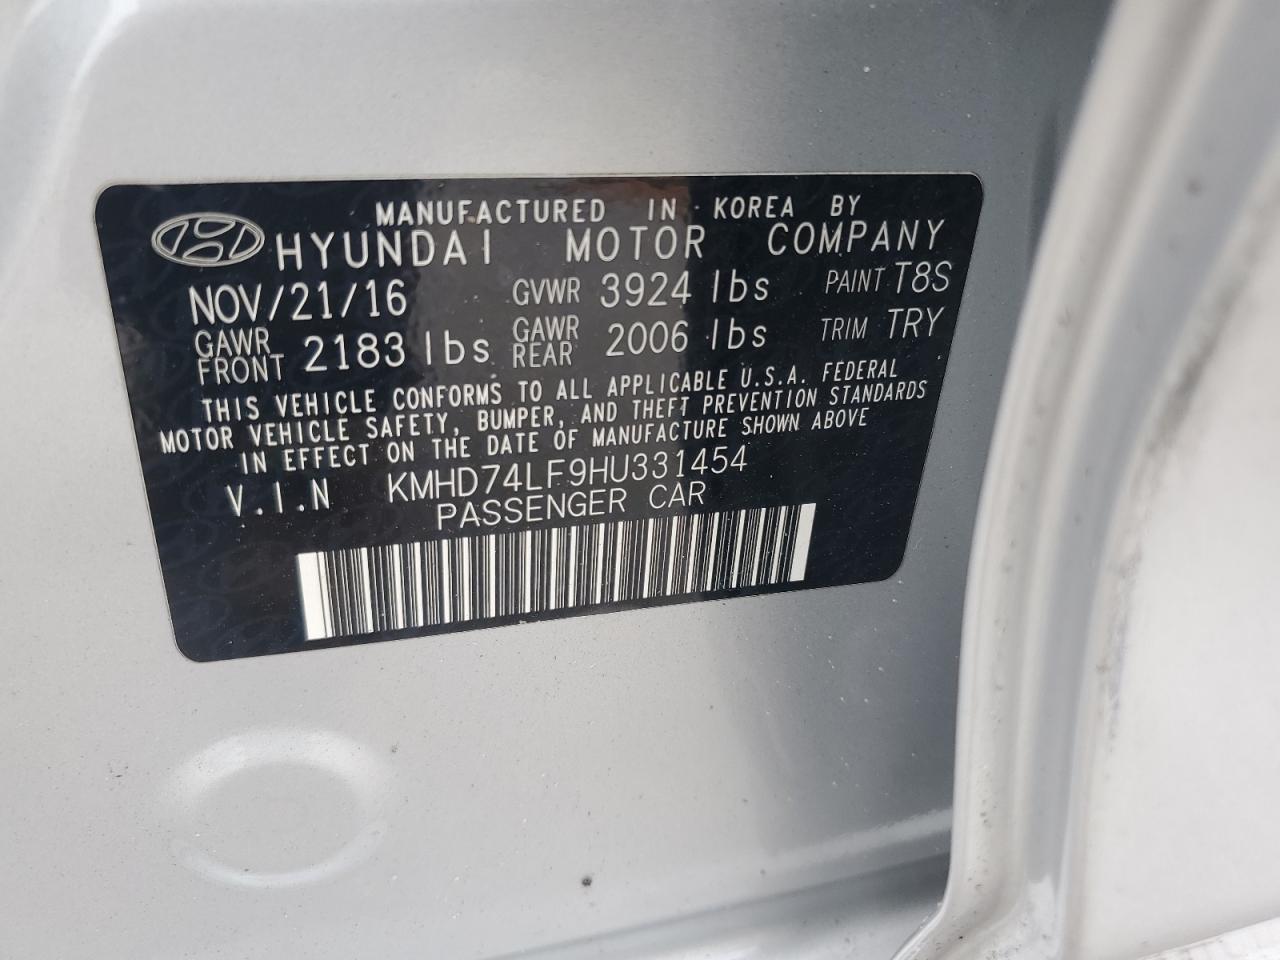 MANUFACTURED IN KOREA BY
HYUNDAI MOTOR COMPANY
NOV/21/16 GVWR 3924 lbs PAINT T8S
GAWR FRONT 2183 lbs GAWR REAR 2006 lbs TRIM TRY
THIS VEHICLE CONFORMS TO ALL APPLICABLE U.S.A. FEDERAL
MOTOR VEHICLE SAFETY, BUMPER, AND THEFT PREVENTION STANDARDS
IN EFFECT ON THE DATE OF MANUFACTURE SHOWN ABOVE
V.I.N KMHD74LF9HU331454
PASSENGER CAR